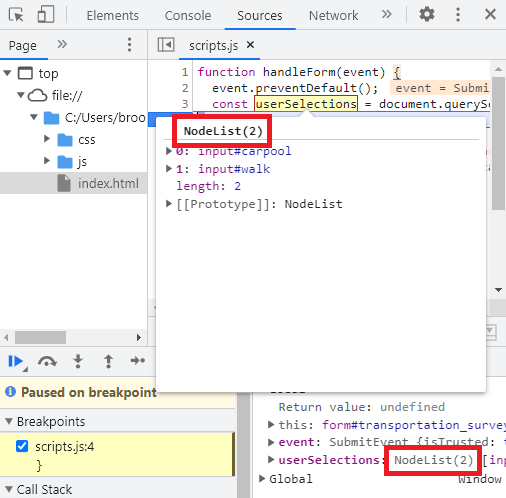 Elements Console Sources Network
Page
scripts.js
top
file://
C:/Users/broo
css
js
index.html
1 function handleForm(event) {
2 event.preventDefault(); event = Submi
3 const userSelections = document.querySe
NodeList(2)
0: input#carpool
1: input#walk
length: 2
[[Prototype]]: NodeList
Paused on breakpoint
Breakpoints
scripts.js:4
}
Call Stack
Return value: undefined
this: form#transportation_survey
event: SubmitEvent {isTrusted: t
userSelections: NodeList(2) [inp
Global Window